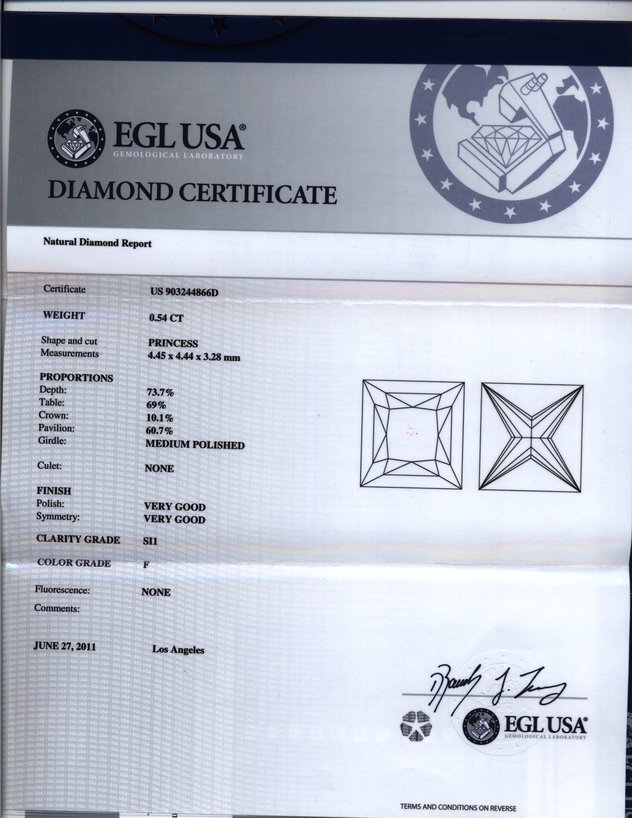 EGL USA®
GEMOLOGICAL LABORATORY
DIAMOND CERTIFICATE
Natural Diamond Report
Certificate US 903244866D
WEIGHT 0.54 CT
Shape and cut PRINCESS
Measurements 4.45 x 4.44 x 3.28 mm
PROPORTIONS
Depth: 73.7%
Table: 69%
Crown: 10.1%
Pavilion: 60.7%
Girdle: MEDIUM POLISHED
Culet: NONE
FINISH
Polish: VERY GOOD
Symmetry: VERY GOOD
CLARITY GRADE SI1
COLOR GRADE F
Fluorescence: NONE
Comments:
JUNE 27, 2011 Los Angeles
EGL USA®
GEMOLOGICAL LABORATORY
TERMS AND CONDITIONS ON REVERSE